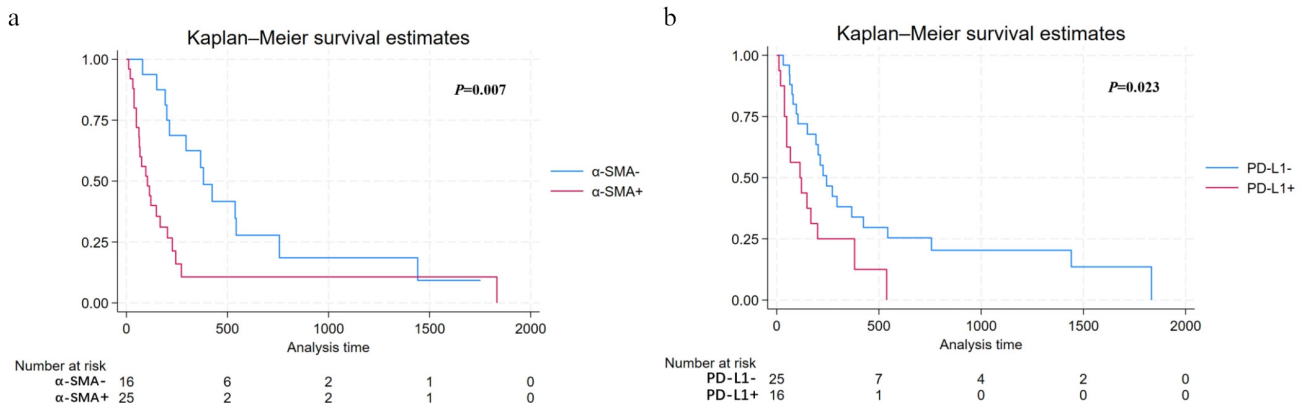 a
Kaplan–Meier survival estimates
P=0.007
1.00
0.75
0.50
0.25
0.00
α-SMA-
α-SMA+
0 500 1000 1500 2000
Analysis time
Number at risk
α-SMA- 16 6 2 1 0
α-SMA+ 25 2 2 1 0
b
Kaplan–Meier survival estimates
P=0.023
1.00
0.75
0.50
0.25
0.00
PD-L1-
PD-L1+
0 500 1000 1500 2000
Analysis time
Number at risk
PD-L1- 25 7 4 2 0
PD-L1+ 16 1 0 0 0